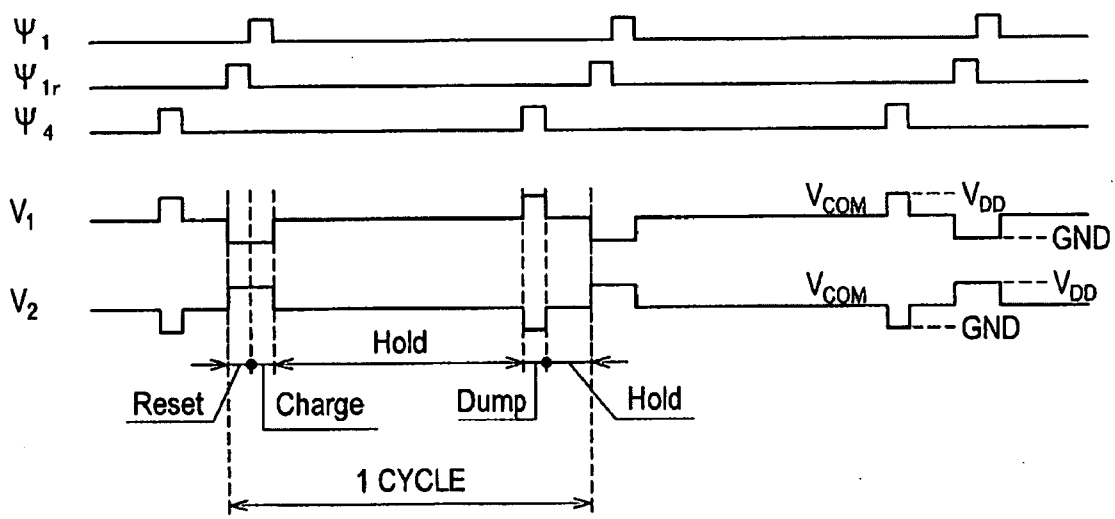 Ψ1
Ψ1r
Ψ4
V1 VCOM VDD
GND
V2 VCOM VDD
GND
Hold
Reset Charge Dump Hold
1 CYCLE